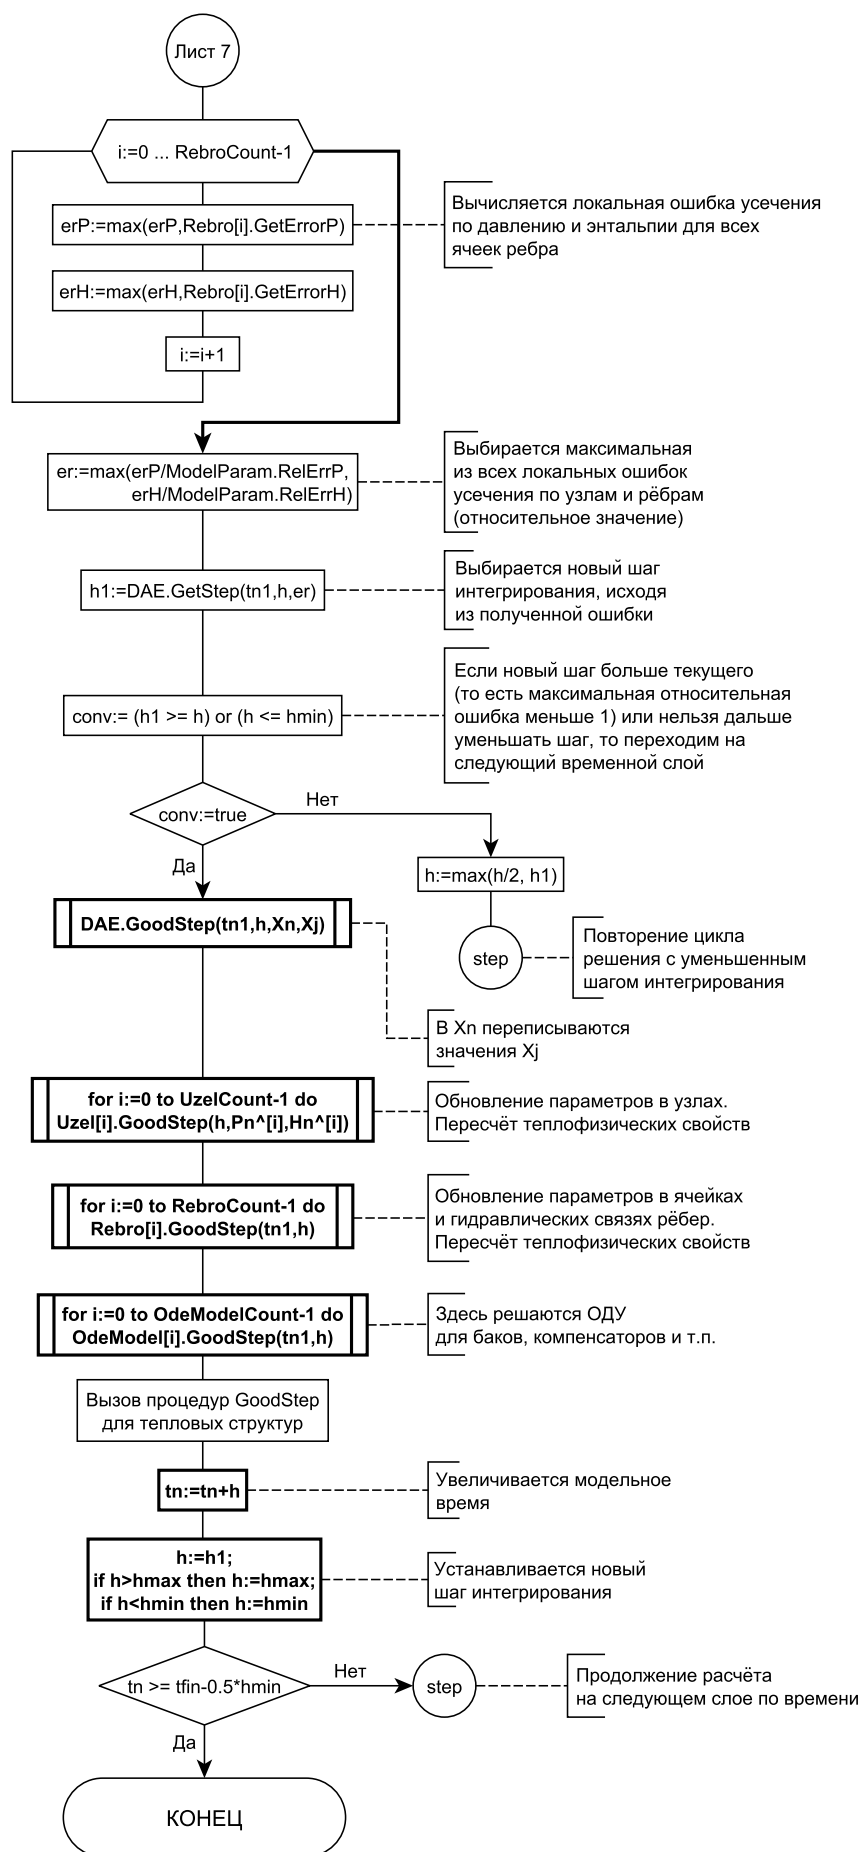 Лист 7
i:=0 ... RebroCount-1
erP:=max(erP,Rebro[i].GetErrorP)
Вычисляется локальная ошибка усечения
по давлению и энтальпии для всех
ячеек ребра
erH:=max(erH,Rebro[i].GetErrorH)
i:=i+1
er:=max(erP/ModelParam.RelErrP,
erH/ModelParam.RelErrH)
Выбирается максимальная
из всех локальных ошибок
усечения по узлам и рёбрам
(относительное значение)
h1:=DAE.GetStep(tn1,h,er)
Выбирается новый шаг
интегрирования, исходя
из полученной ошибки
conv:= (h1 >= h) or (h <= hmin)
Если новый шаг больше текущего
(то есть максимальная относительная
ошибка меньше 1) или нельзя дальше
уменьшать шаг, то переходим на
следующий временной слой
conv:=true
Нет
Да
h:=max(h/2, h1)
DAE.GoodStep(tn1,h,Xn,Xj)
step
Повторение цикла
решения с уменьшенным
шагом интегрирования
В Xn переписываются
значения Xj
for i:=0 to UzelCount-1 do
Uzel[i].GoodStep(h,Pn^[i],Hn^[i])
Обновление параметров в узлах.
Пересчёт теплофизических свойств
for i:=0 to RebroCount-1 do
Rebro[i].GoodStep(tn1,h)
Обновление параметров в ячейках
и гидравлических связях рёбер.
Пересчёт теплофизических свойств
for i:=0 to OdeModelCount-1 do
OdeModel[i].GoodStep(tn1,h)
Здесь решаются ОДУ
для баков, компенсаторов и т.п.
Вызов процедур GoodStep
для тепловых структур
tn:=tn+h
Увеличивается модельное
время
h:=h1;
if h>hmax then h:=hmax;
if h<hmin then h:=hmin
Устанавливается новый
шаг интегрирования
tn >= tfin-0.5*hmin
Нет
step
Продолжение расчёта
на следующем слое по времени
Да
КОНЕЦ